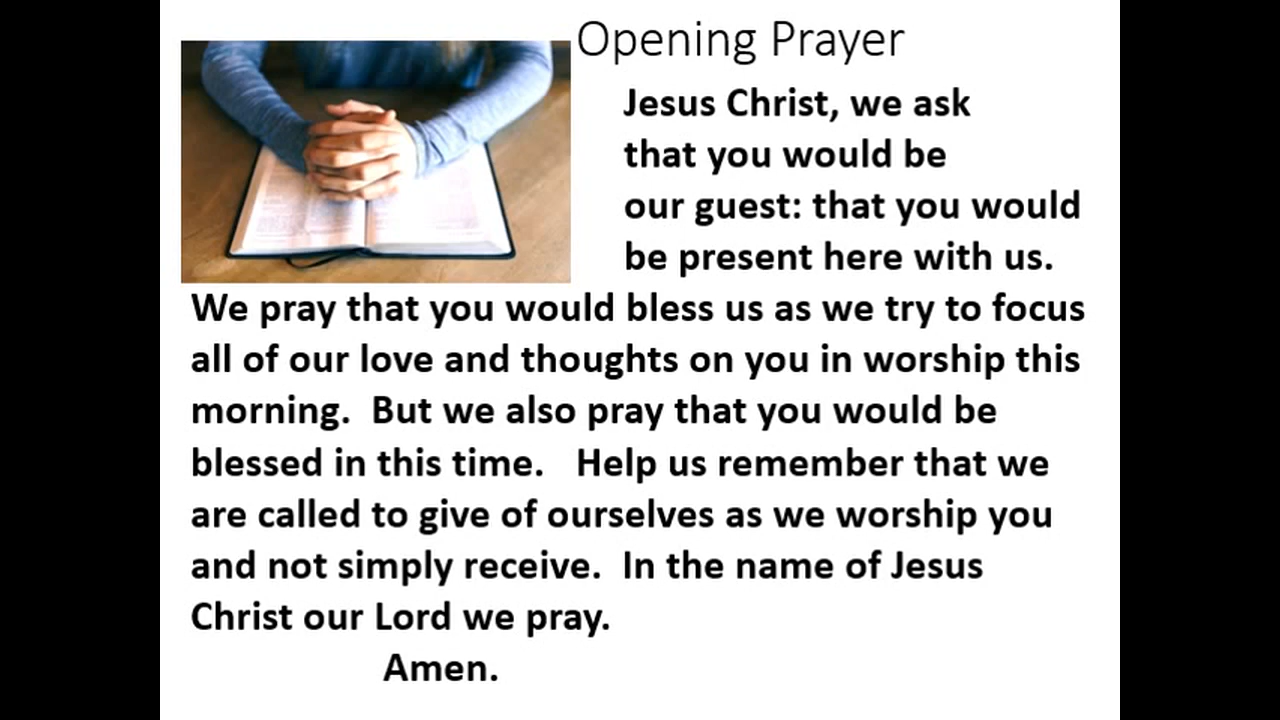 Opening Prayer
Jesus Christ, we ask
that you would be
our guest: that you would
be present here with us.
We pray that you would bless us as we try to focus
all of our love and thoughts on you in worship this
morning.  But we also pray that you would be
blessed in this time.   Help us remember that we
are called to give of ourselves as we worship you
and not simply receive.  In the name of Jesus
Christ our Lord we pray.
Amen.